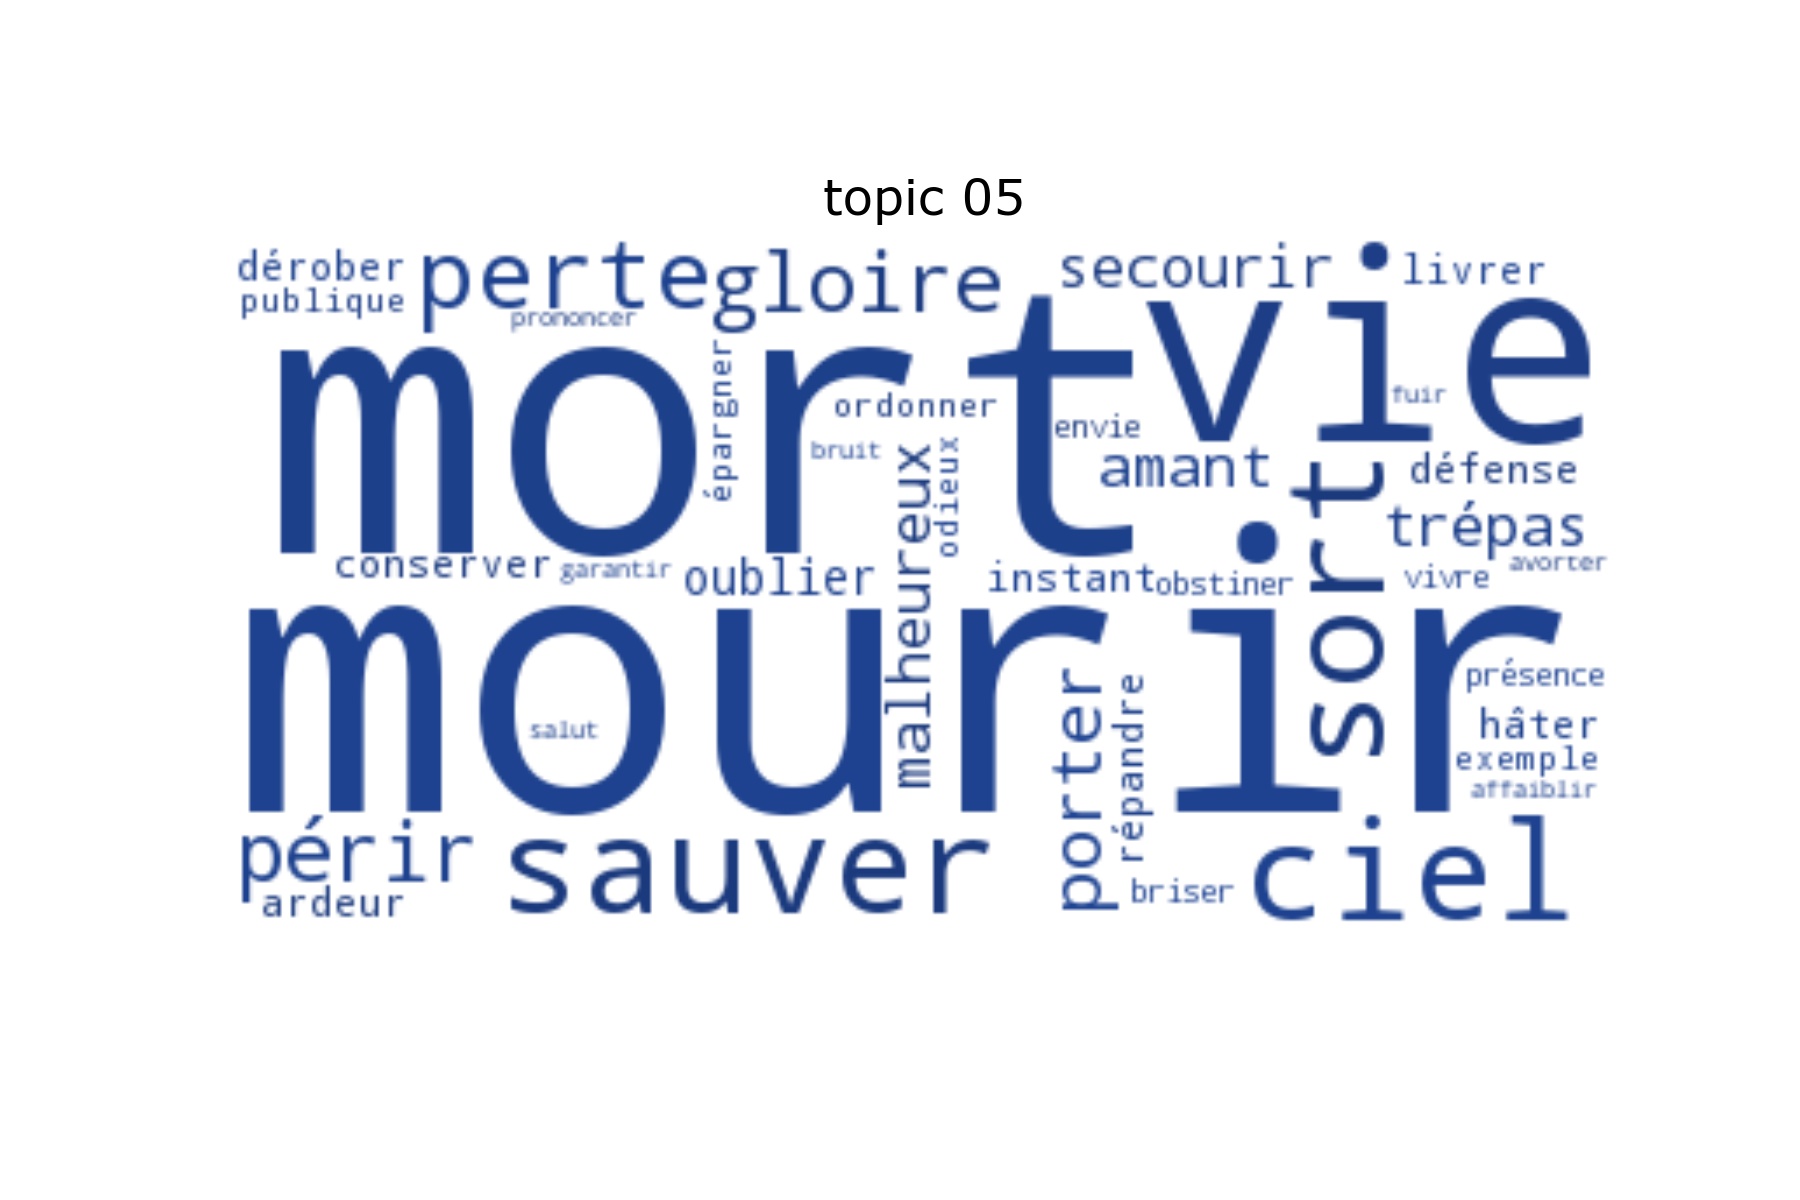 topic 05
dérober
publique
perte
gloire
secourir
livrer
prononcer
mort
vie
épargner
ordonner
fuir
envie
bruit
amant
défense
malheureux
odieux
sort
trépas
conserver
garantir
oublier
instant
obstiner
vivre
avorter
mourir
salut
porter
répandre
présence
hâter
exemple
affaiblir
périr
ardeur
sauver
briser
ciel